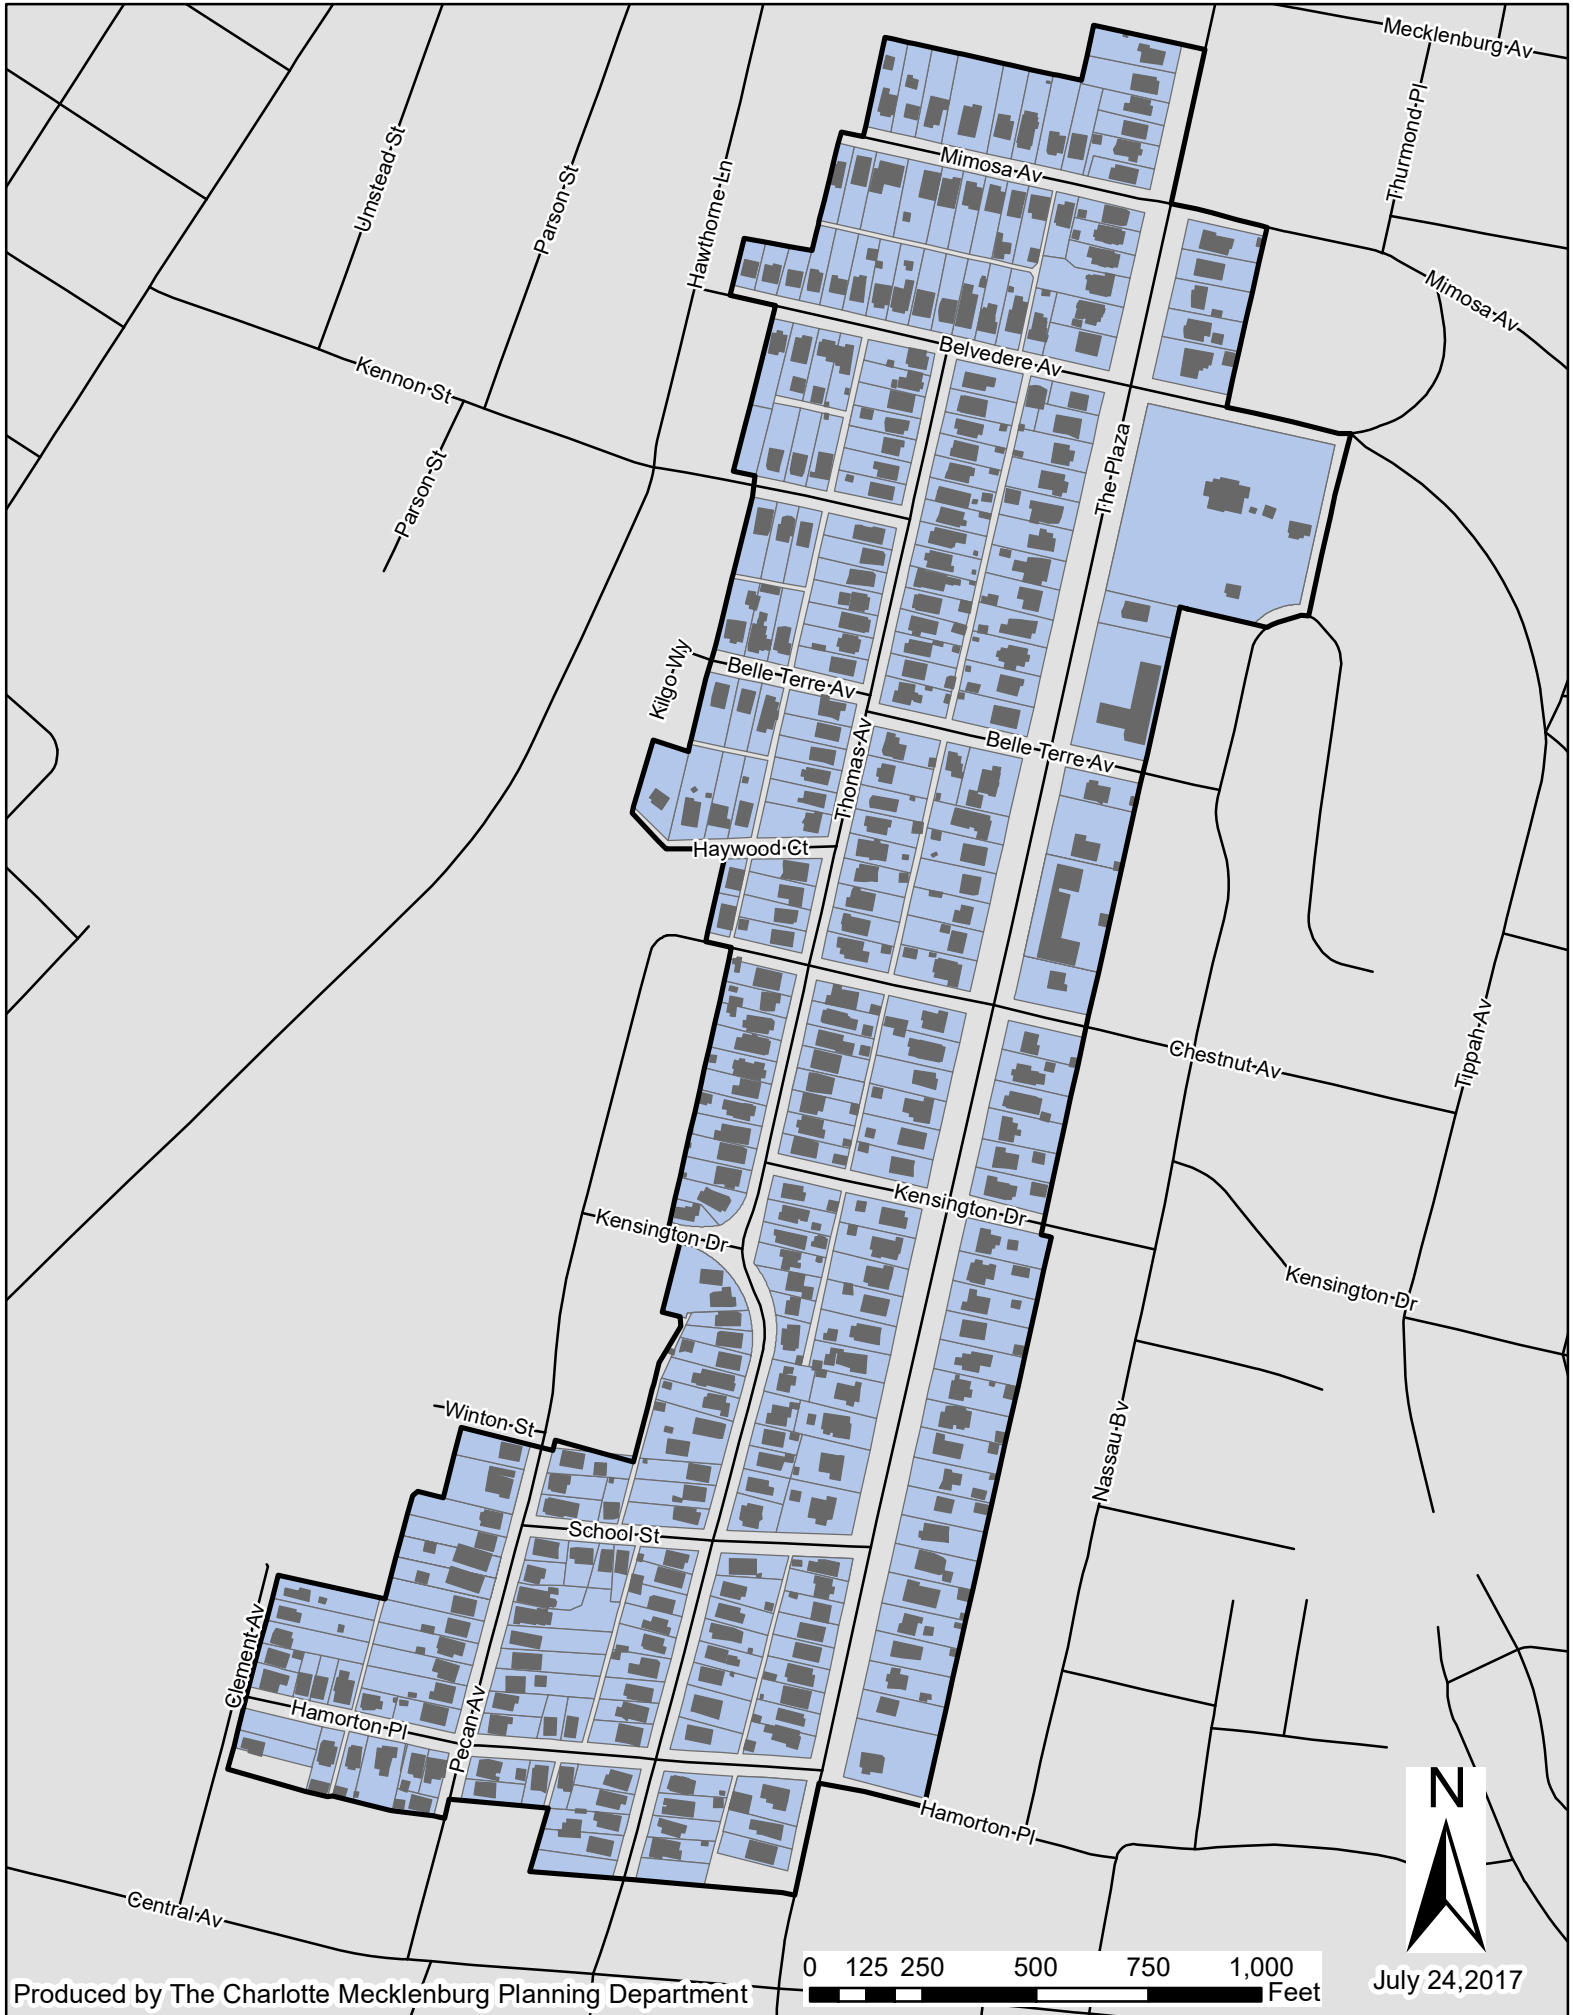 Mecklenburg Av
Thurmond Pl
Umstead St
Parson St
Hawthorne Ln
Mimosa Av
Mimosa Av
Belvedere Av
Kennon St
Parson St
The Plaza
Kilgo Wy
Belle Terre Av
Thomas Av
Belle Terre Av
Haywood Ct
Chestnut Av
Tippah Av
Kensington Dr
Kensington Dr
Kensington Dr
Winton St
Nassau Bv
School St
Clement Av
Hamorton Pl
Pecan Av
Hamorton Pl
Central Av
N
0 125 250 500 750 1,000
Feet
July 24,2017
Produced by The Charlotte Mecklenburg Planning Department